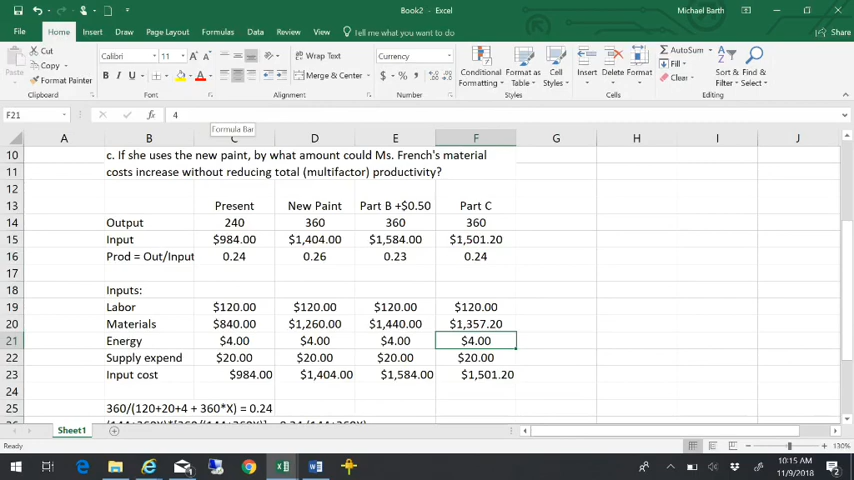 Book2 - Excel
Michael Barth
File Home Insert Draw Page Layout Formulas Data Review View Tell me what you want to do Share
Cut
Copy
Format Painter
Paste
Clipboard
Calibri 11
B I U
Font
Wrap Text
Merge & Center
Alignment
Currency
$ % ,
Number
Conditional Formatting
Format as Table
Cell Styles
Styles
Insert Delete Format
Cells
AutoSum
Fill
Clear
Sort & Filter
Find & Select
Editing
F21 fx 4
Formula Bar
A B C D E F G H I J
10 c. If she uses the new paint, by what amount could Ms. French's material
11 costs increase without reducing total (multifactor) productivity?
12
13 Present New Paint Part B +$0.50 Part C
14 Output 240 360 360 360
15 Input $984.00 $1,404.00 $1,584.00 $1,501.20
16 Prod = Out/Input 0.24 0.26 0.23 0.24
17
18 Inputs:
19 Labor $120.00 $120.00 $120.00 $120.00
20 Materials $840.00 $1,260.00 $1,440.00 $1,357.20
21 Energy $4.00 $4.00 $4.00 $4.00
22 Supply expend $20.00 $20.00 $20.00 $20.00
23 Input cost $984.00 $1,404.00 $1,584.00 $1,501.20
24
25 360/(120+20+4 + 360*X) = 0.24
Sheet1
Ready
130%
10:15 AM
11/9/2018
2